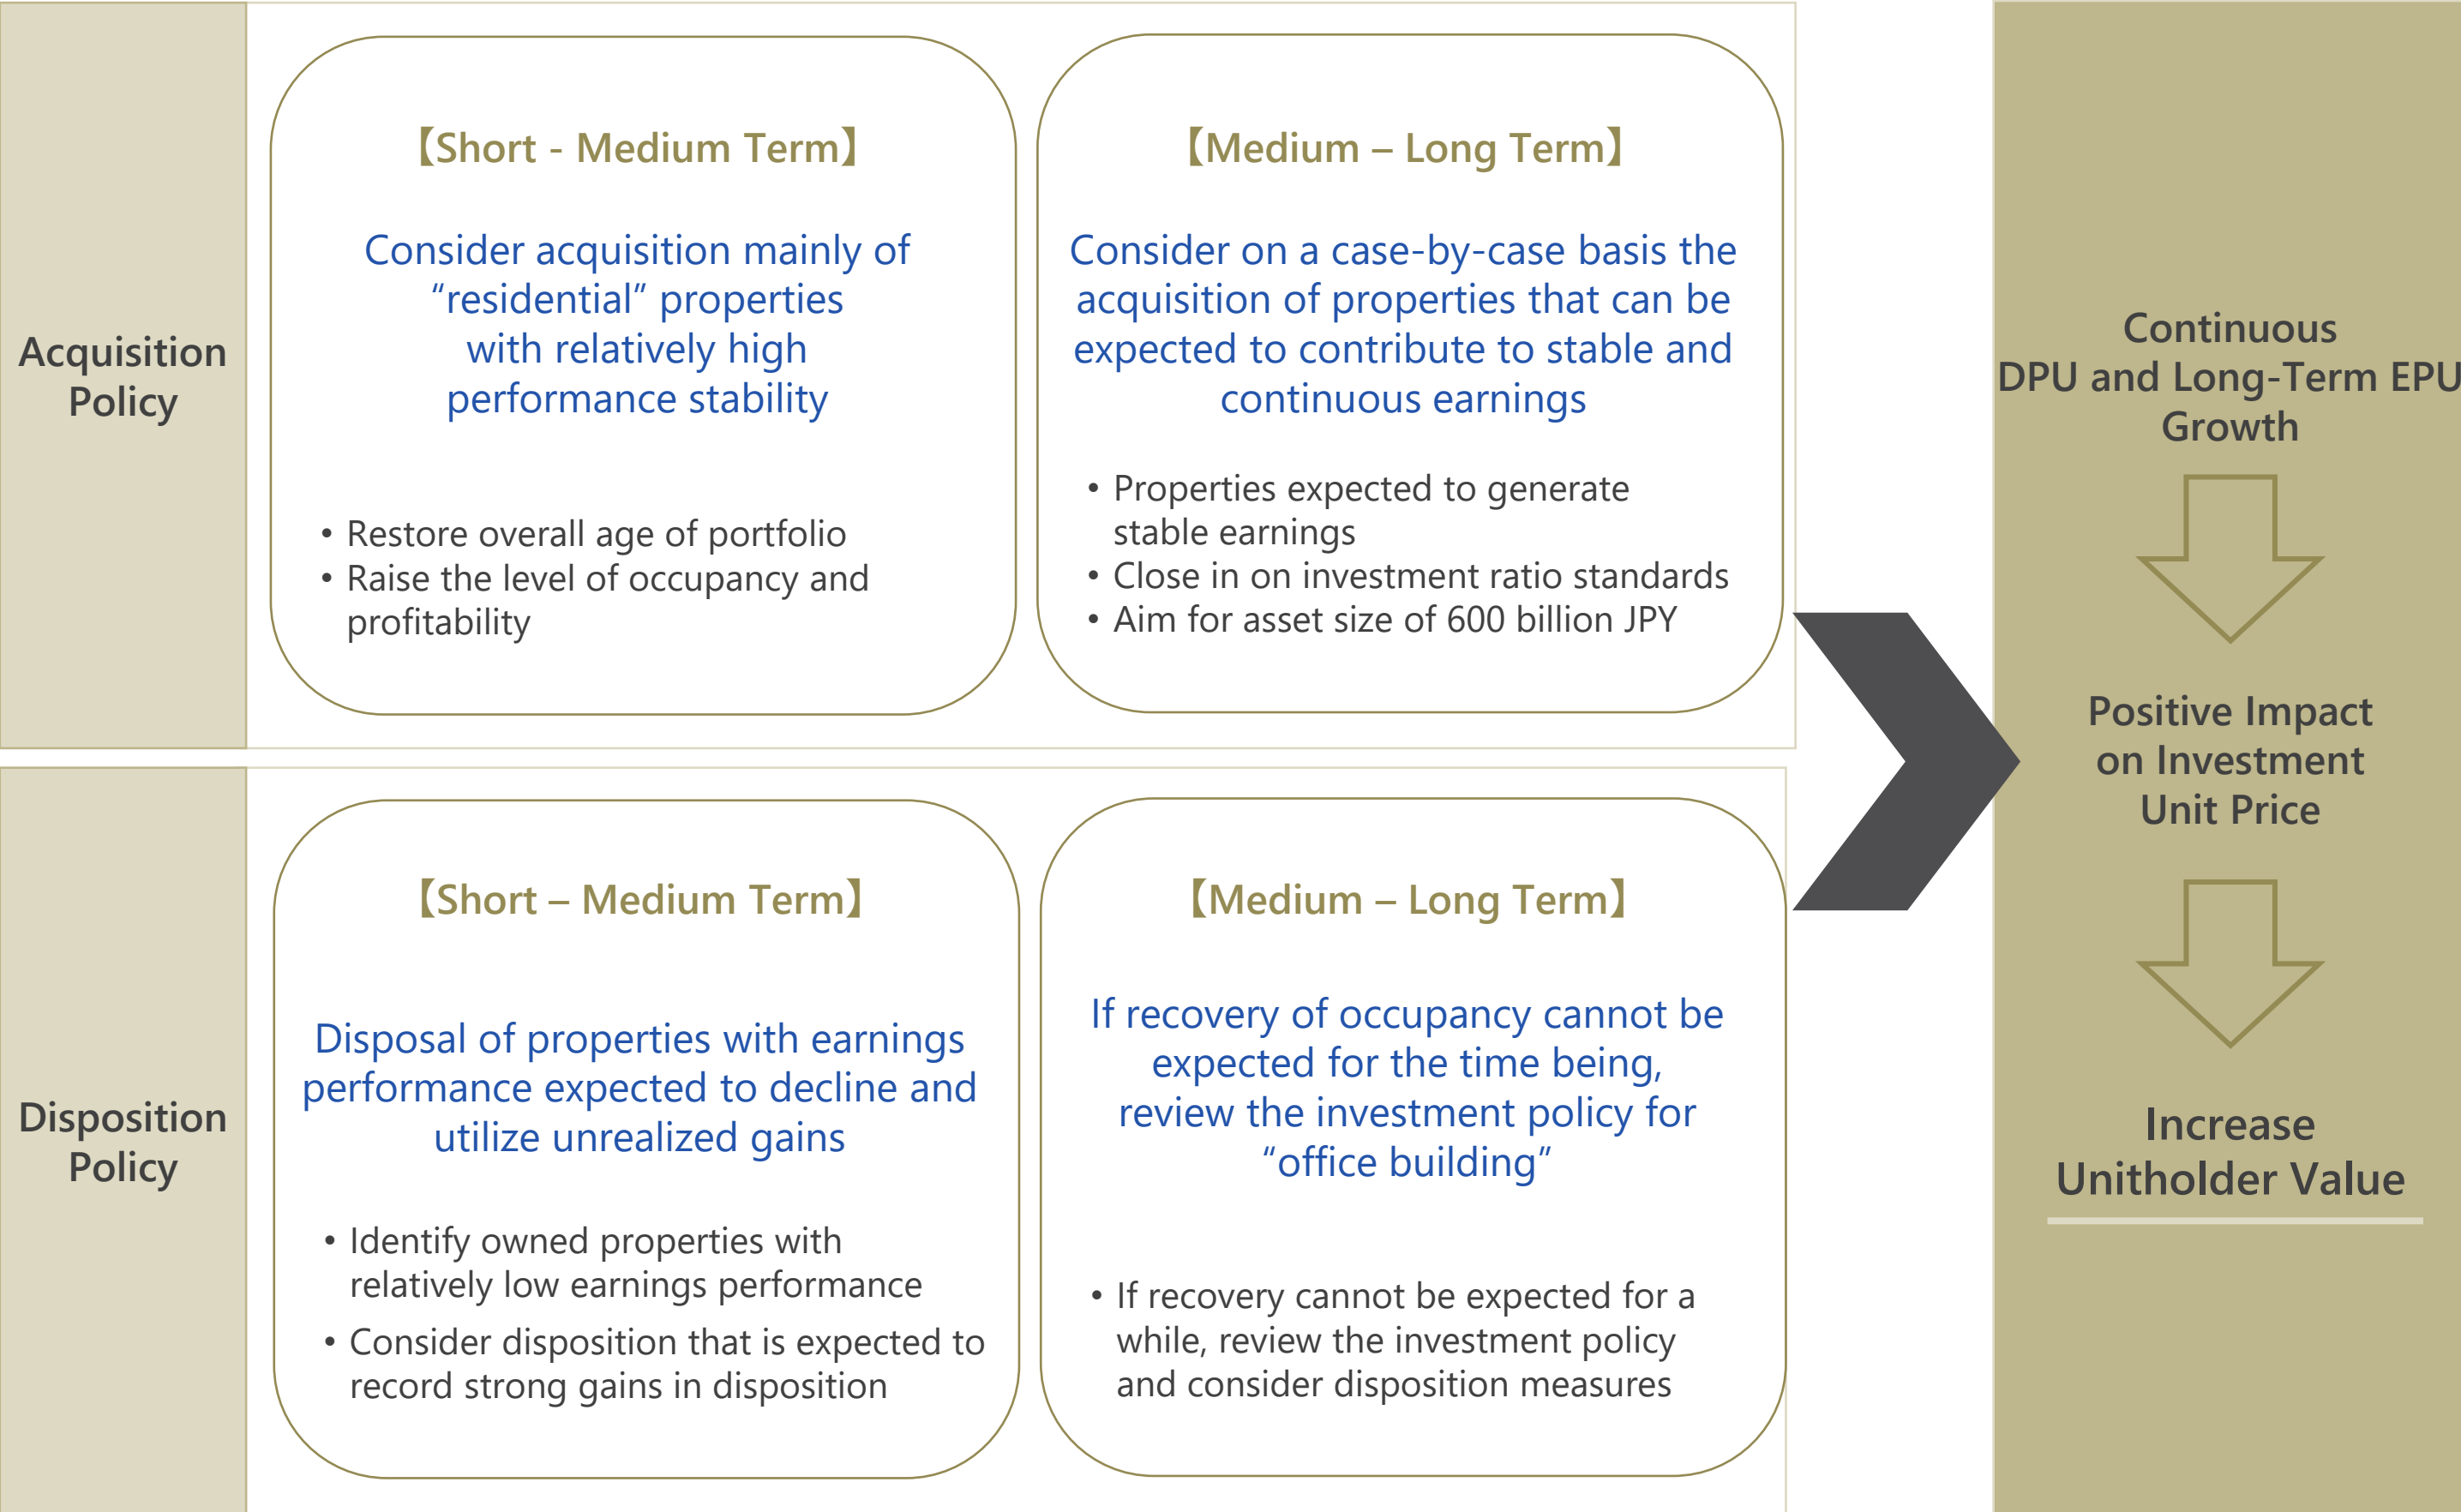 Acquisition
Policy
【Short - Medium Term】
Consider acquisition mainly of
“residential” properties
with relatively high
performance stability
• Restore overall age of portfolio
• Raise the level of occupancy and
profitability
【Medium – Long Term】
Consider on a case-by-case basis the
acquisition of properties that can be
expected to contribute to stable and
continuous earnings
• Properties expected to generate
stable earnings
• Close in on investment ratio standards
• Aim for asset size of 600 billion JPY
Disposition
Policy
【Short – Medium Term】
Disposal of properties with earnings
performance expected to decline and
utilize unrealized gains
• Identify owned properties with
relatively low earnings performance
• Consider disposition that is expected to
record strong gains in disposition
【Medium – Long Term】
If recovery of occupancy cannot be
expected for the time being,
review the investment policy for
“office building”
• If recovery cannot be expected for a
while, review the investment policy
and consider disposition measures
Continuous
DPU and Long-Term EPU
Growth
Positive Impact
on Investment
Unit Price
Increase
Unitholder Value